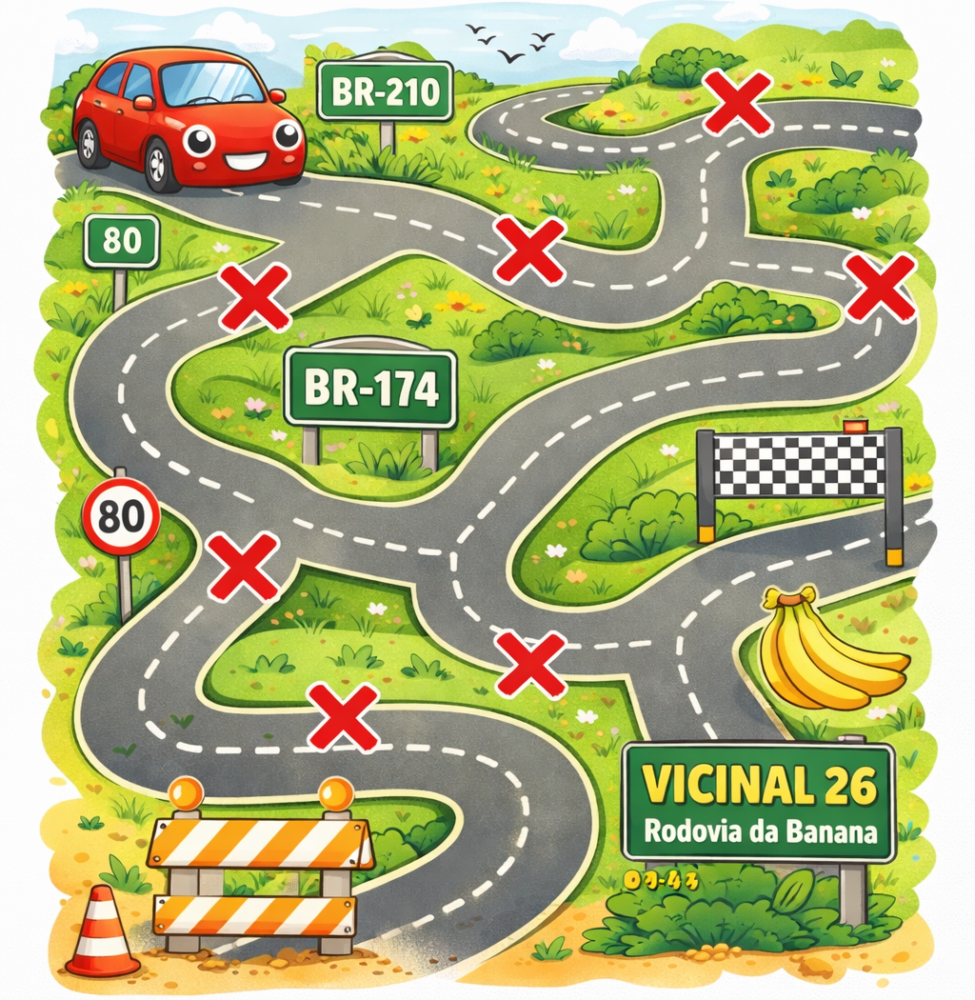 BR-210
80
BR-174
80
VICINAL 26
Rodovia da Banana